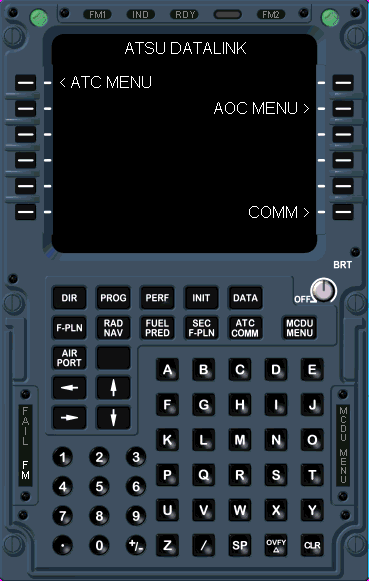 FM1 IND RDY FM2
ATSU DATALINK
< ATC MENU
AOC MENU >
COMM >
BRT
OFF
DIR PROG PERF INIT DATA
F-PLN RAD NAV FUEL PRED SEC F-PLN ATC COMM MCDU MENU
AIR PORT
A B C D E
F G H I J
K L M N O
P Q R S T
U V W X Y
Z / SP OVFY Δ CLR
1 2 3
4 5 6
7 8 9
. 0 +/-
FAIL FM
MCDU MENU